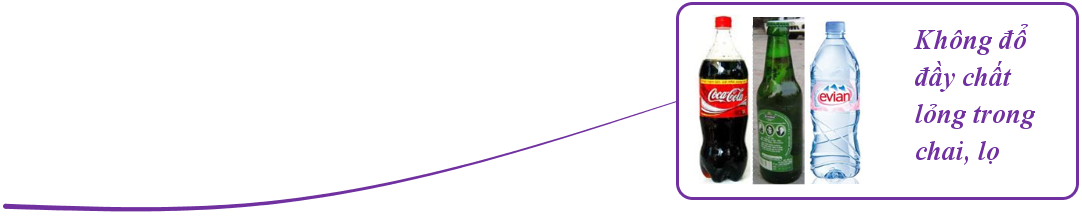 Không đổ
đầy chất
lỏng trong
chai, lọ
Coca-Cola
evian